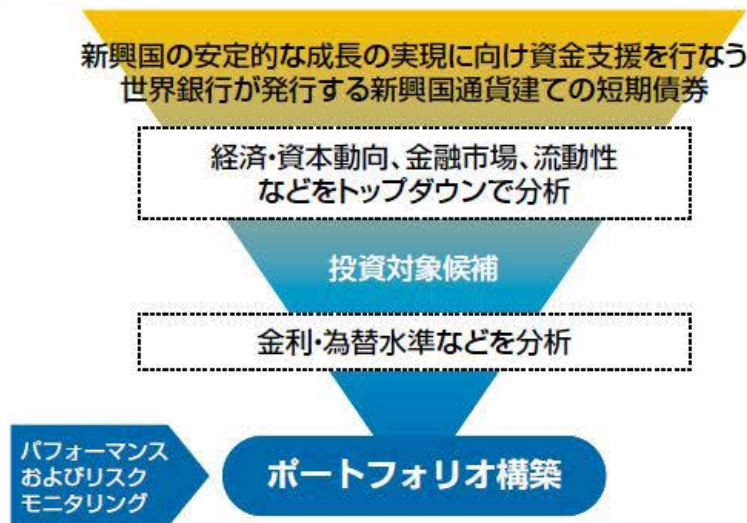 新興国の安定的な成長の実現に向け資金支援を行なう
世界銀行が発行する新興国通貨建ての短期債券
経済・資本動向、金融市場、流動性
などをトップダウンで分析
投資対象候補
金利・為替水準などを分析
パフォーマンス
およびリスク
モニタリング
ポートフォリオ構築